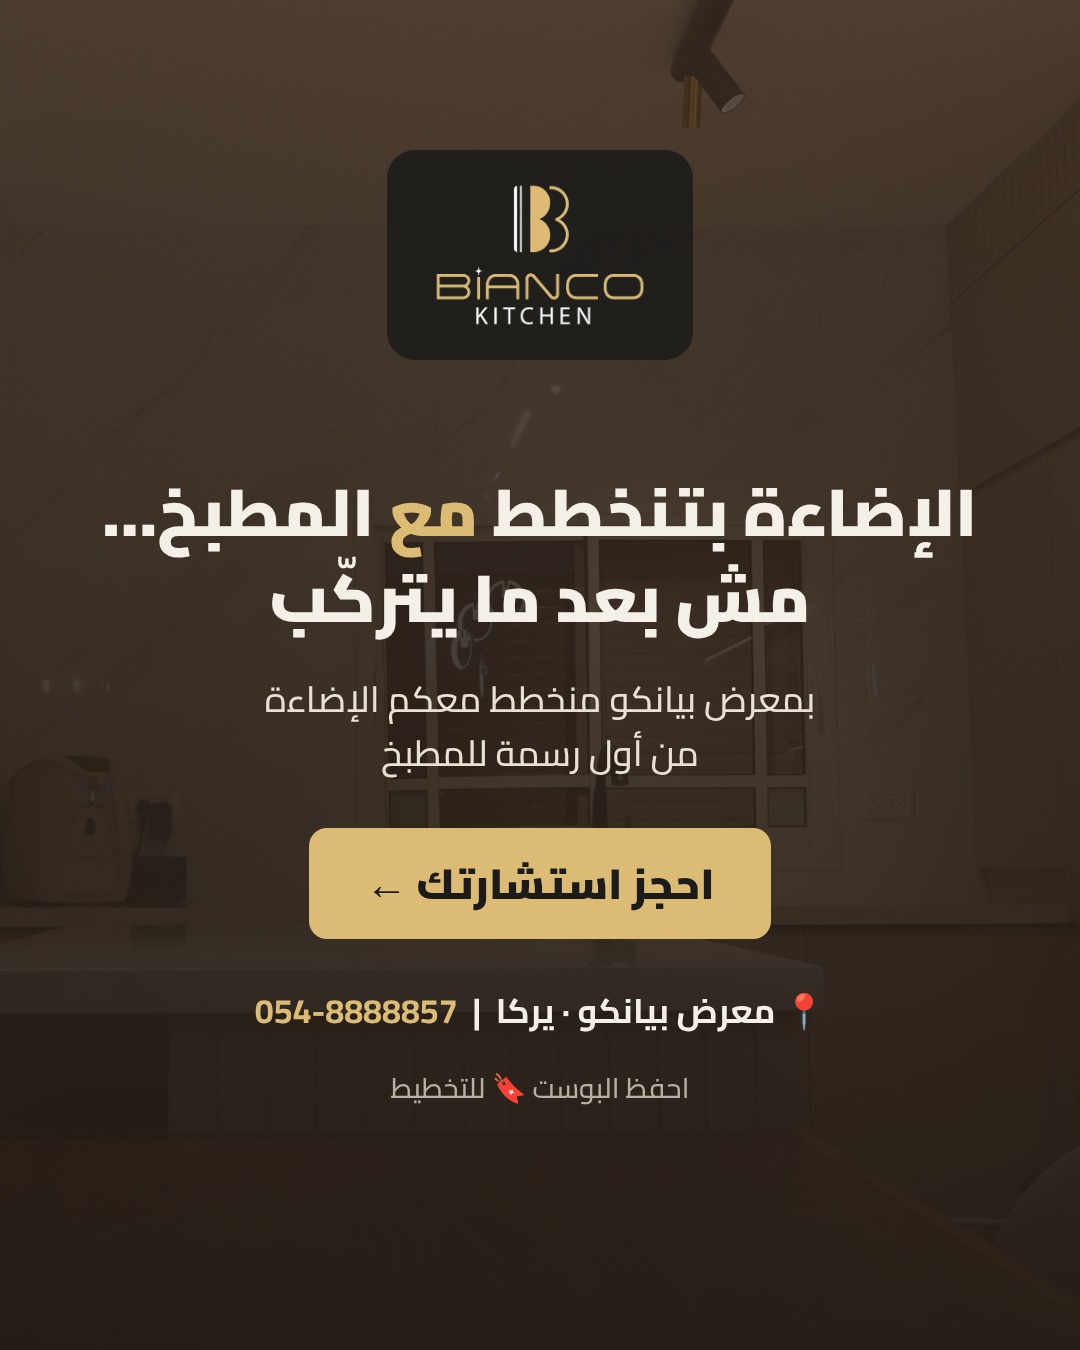 BIANCO
KITCHEN
الإضاءة بتنخطط مع المطبخ...
مش بعد ما يتركّب
بمعرض بيانكو منخطط معكم الإضاءة
من أول رسمة للمطبخ
احجز استشارتك ←
📍 معرض بيانكو · يركا | 054-8888857
احفظ البوست 🔖 للتخطيط